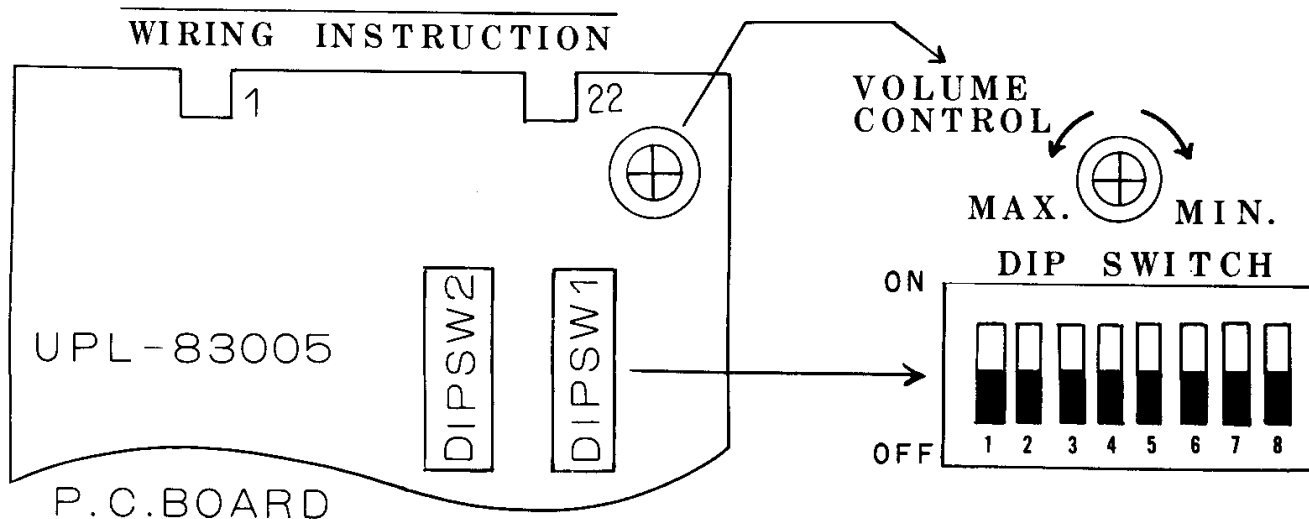 WIRING INSTRUCTION
1
22
VOLUME
CONTROL
MAX.
MIN.
DIP SWITCH
ON
OFF
1 2 3 4 5 6 7 8
DIPSW2
DIPSW1
UPL-83005
P.C.BOARD